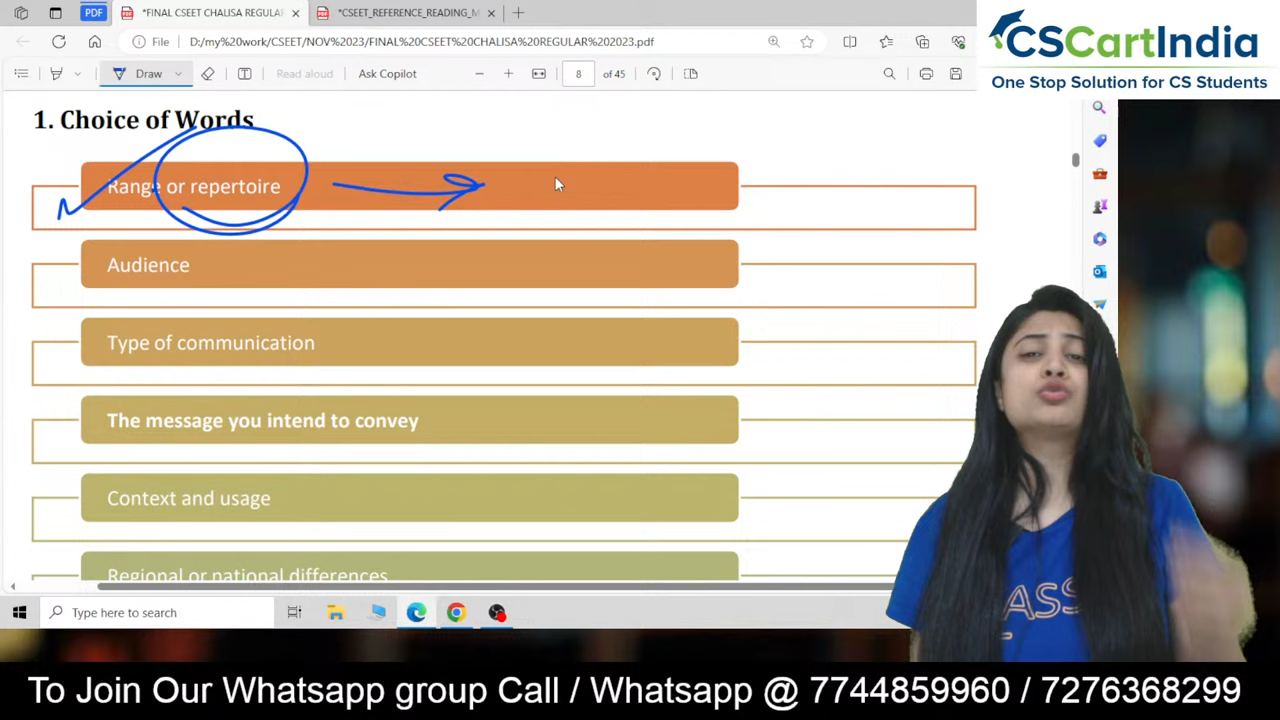 PDF
*FINAL CSEET CHALISA REGULAR
*CSEET_REFERENCE_READING_M
File
D:/my%20work/CSEET/NOV%2023/FINAL%20CSEET%20CHALISA%20REGULAR%202023.pdf
Draw
Read aloud
Ask Copilot
8 of 45
CSCartIndia
One Stop Solution for CS Students
1. Choice of Words
Range or repertoire
Audience
Type of communication
The message you intend to convey
Context and usage
Regional or national differences
Type here to search
To Join Our Whatsapp group Call / Whatsapp @ 7744859960 / 7276368299